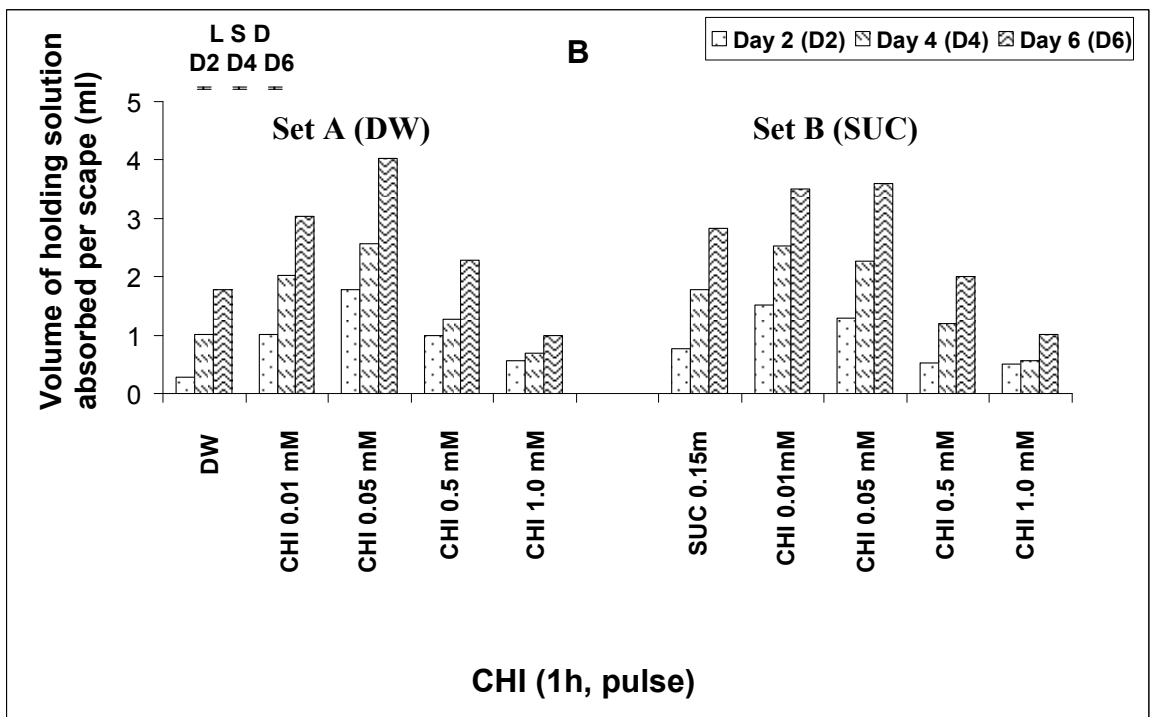 L S D
D2 D4 D6
B
Day 2 (D2) Day 4 (D4) Day 6 (D6)
Volume of holding solution
absorbed per scape (ml)
5
4
3
2
1
0
Set A (DW)
Set B (SUC)
DW
CHI 0.01 mM
CHI 0.05 mM
CHI 0.5 mM
CHI 1.0 mM
SUC 0.15m
CHI 0.01mM
CHI 0.05 mM
CHI 0.5 mM
CHI 1.0 mM
CHI (1h, pulse)